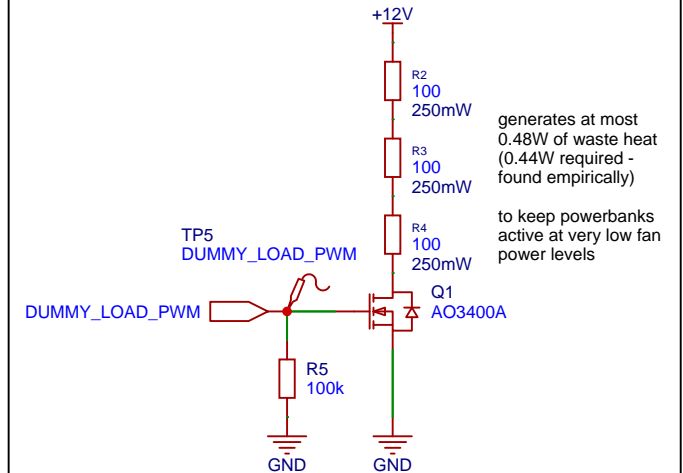 +12V
R2
100
250mW
R3
100
250mW
R4
100
250mW
generates at most
0.48W of waste heat
(0.44W required -
found empirically)
to keep powerbanks
active at very low fan
power levels
TP5
DUMMY_LOAD_PWM
DUMMY_LOAD_PWM
Q1
AO3400A
R5
100k
GND
GND